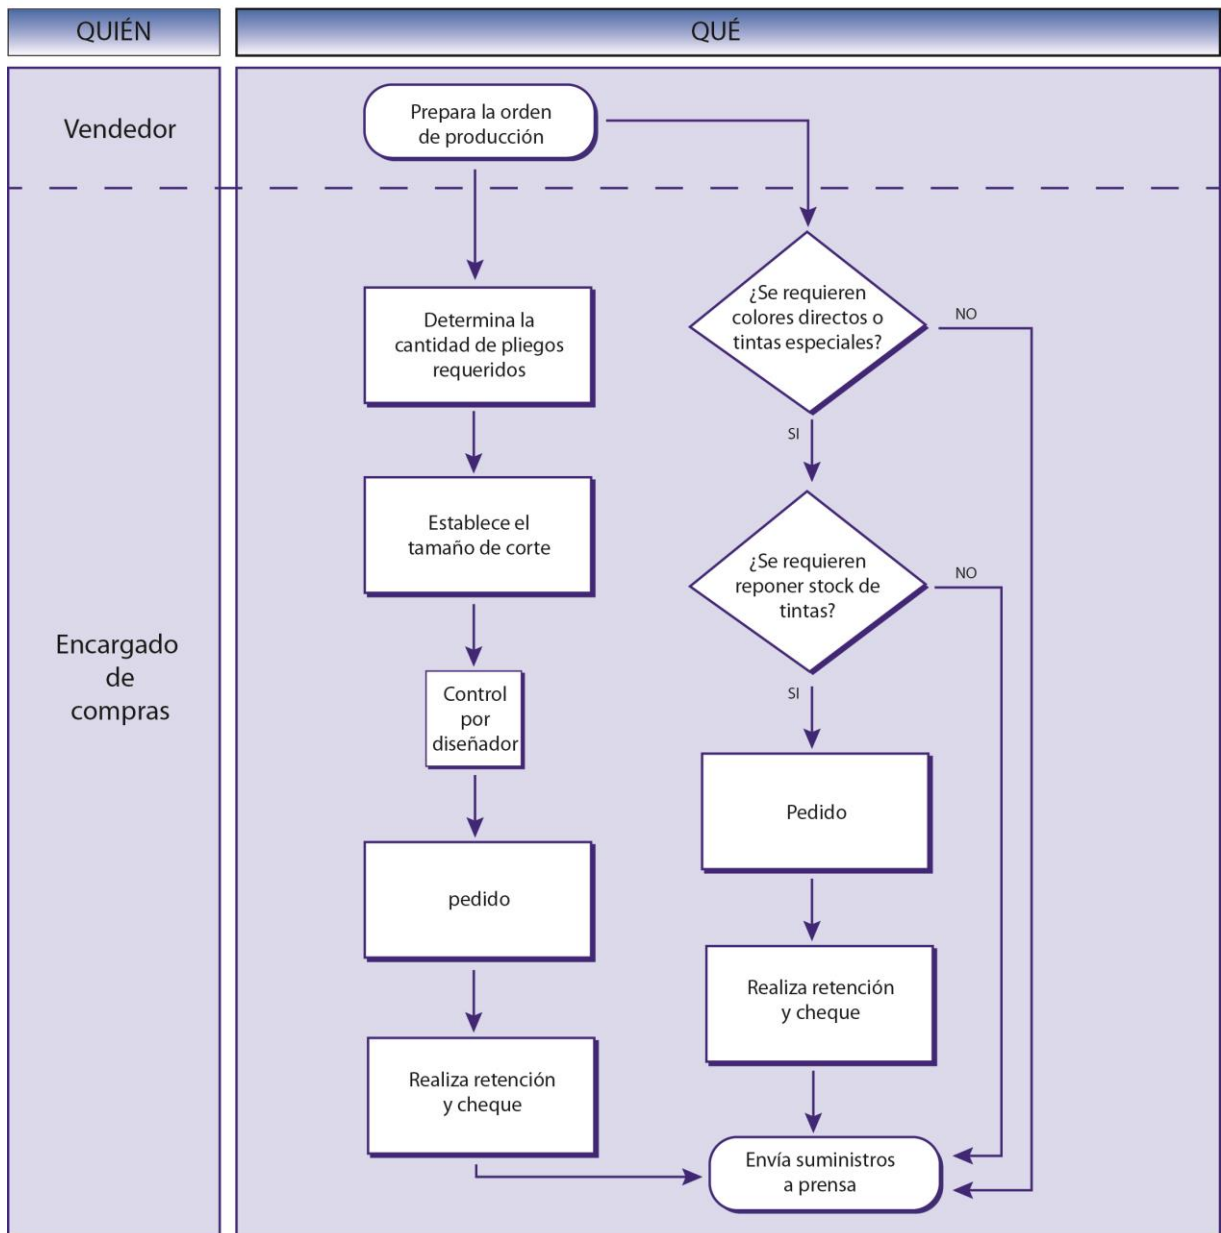 QUIÉN
QUÉ
Vendedor
Prepara la orden
de producción
¿Se requieren
colores directos o
tintas especiales?
NO
SI
Determina la
cantidad de pliegos
requeridos
Establece el
tamaño de corte
¿Se requieren
reponer stock de
tintas?
NO
SI
Encargado
de
compras
Control
por
diseñador
Pedido
pedido
Realiza retención
y cheque
Realiza retención
y cheque
Envía suministros
a prensa